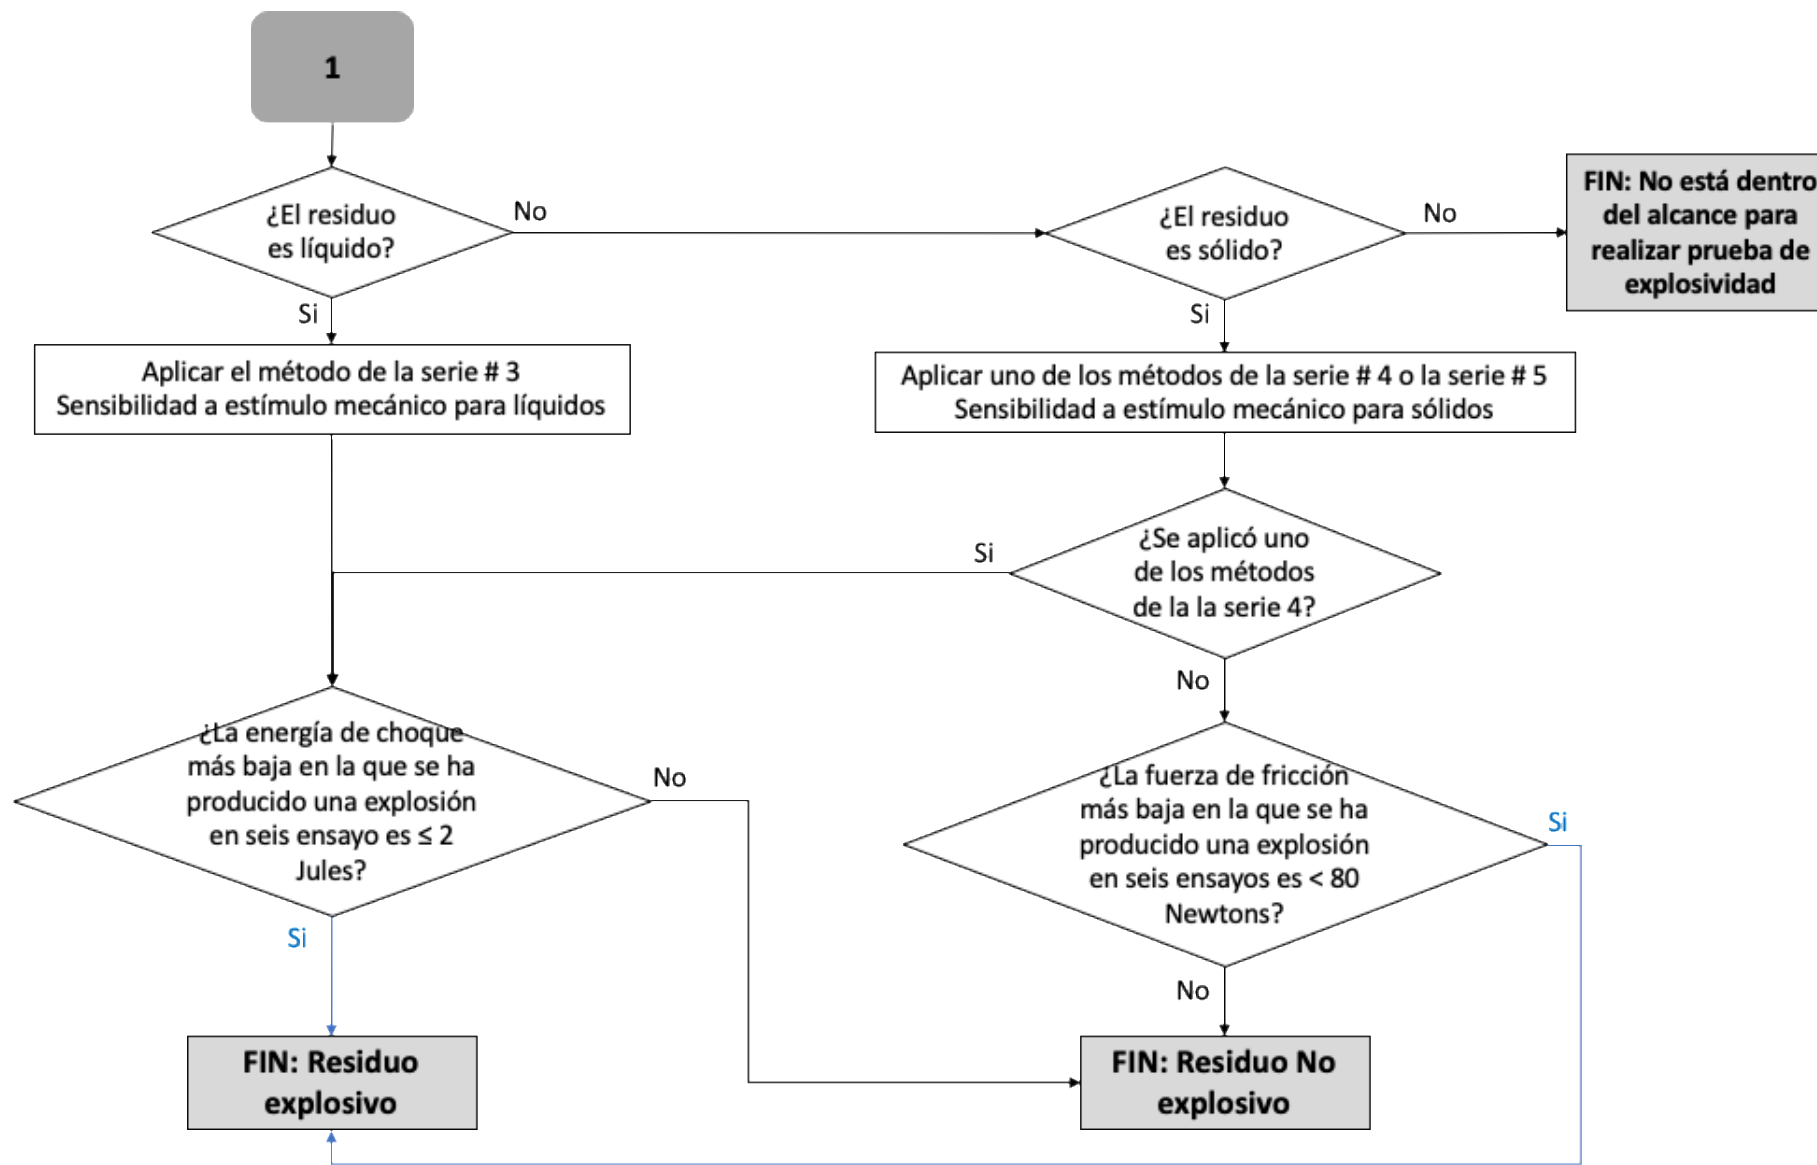 1
¿El residuo
es líquido?
No
¿El residuo
es sólido?
No
FIN: No está dentro
del alcance para
realizar prueba de
explosividad
Si
Si
Aplicar el método de la serie # 3
Sensibilidad a estímulo mecánico para líquidos
Aplicar uno de los métodos de la serie # 4 o la serie # 5
Sensibilidad a estímulo mecánico para sólidos
Si
¿Se aplicó uno
de los métodos
de la la serie 4?
No
¿La energía de choque
más baja en la que se ha
producido una explosión
en seis ensayo es ≤ 2
Jules?
No
¿La fuerza de fricción
más baja en la que se ha
producido una explosión
en seis ensayos es < 80
Newtons?
Si
Si
No
FIN: Residuo
explosivo
FIN: Residuo No
explosivo